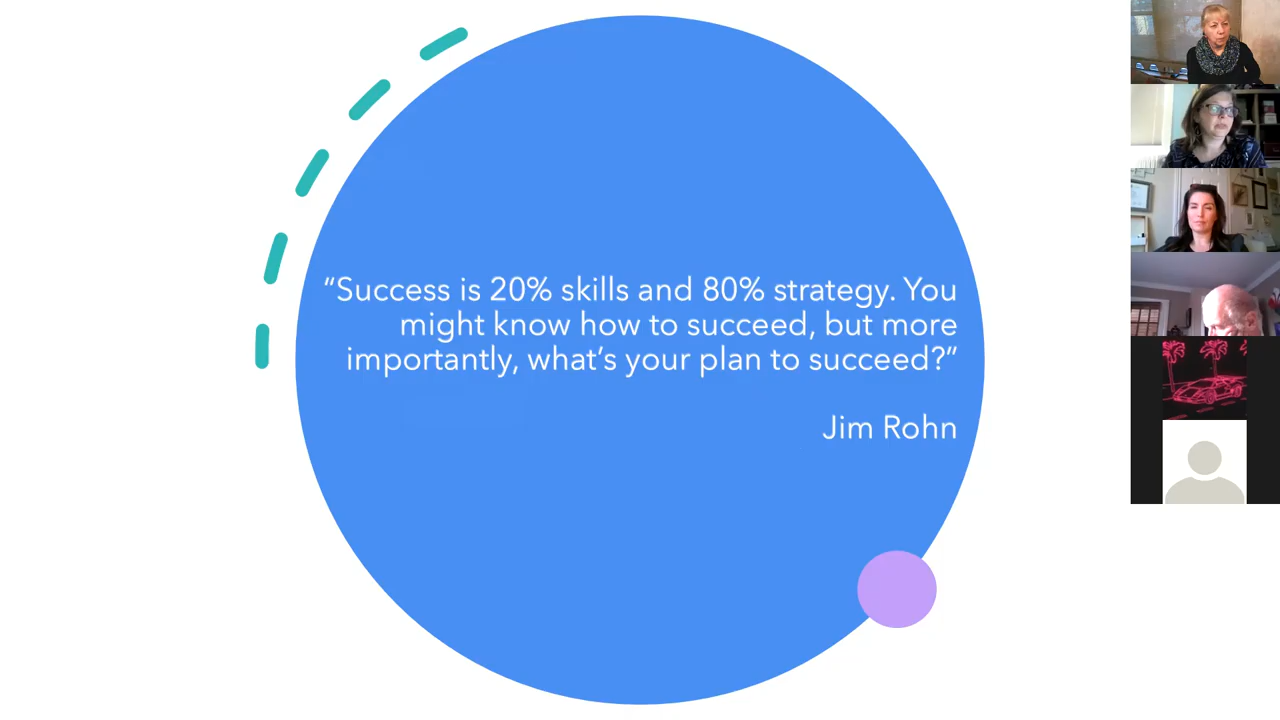 “Success is 20% skills and 80% strategy. You
might know how to succeed, but more
importantly, what’s your plan to succeed?”
Jim Rohn